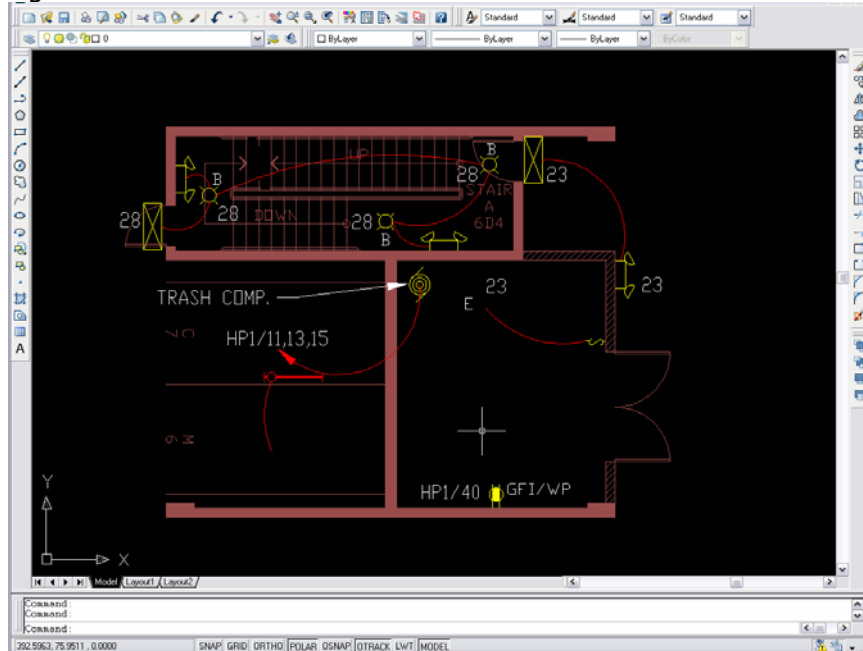 Standard Standard Standard
0 ByLayer ByLayer ByLayer ByColor
UP
B
B
28
23
STAIR
A
6D4
28
28
DOWN
28
B
TRASH COMP.
23
23
E
C 7
HP1/11,13,15
M 6
HP1/40
GFI/WP
Y
X
A
Model Layout1 Layout2
Command:
Command:
Command:
392.5963, 75.9511 , 0.0000 SNAP GRID ORTHO POLAR OSNAP OTRACK LWT MODEL